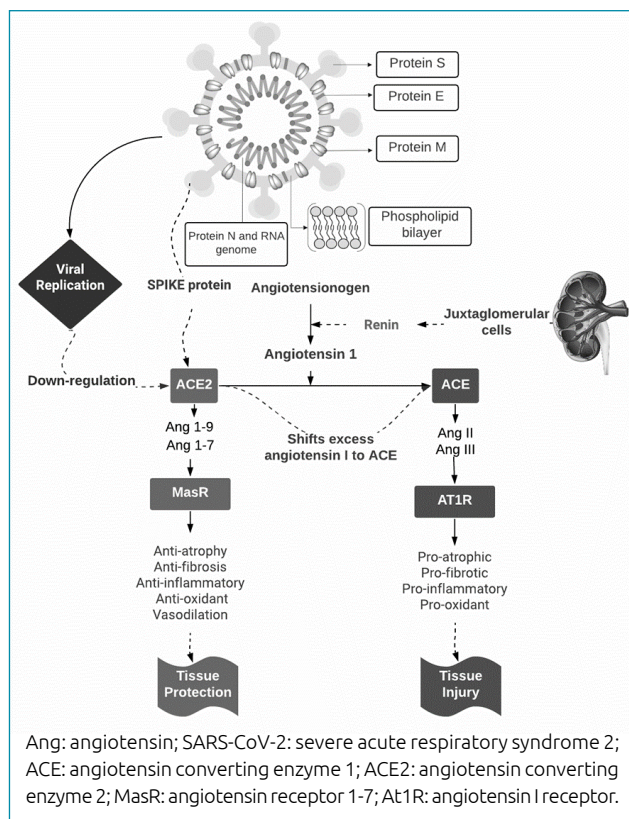 Protein S
Protein E
Protein M
Protein N and RNA
genome
Phospholipid
bilayer
Viral
Replication
SPIKE protein
Angiotensionogen
Renin
Juxtaglomerular
cells
Angiotensin 1
Down-regulation
ACE2
ACE
Ang 1-9
Ang 1-7
Shifts excess
angiotensin I to ACE
Ang II
Ang III
MasR
AT1R
Anti-atrophy
Anti-fibrosis
Anti-inflammatory
Anti-oxidant
Vasodilation
Pro-atrophic
Pro-fibrotic
Pro-inflammatory
Pro-oxidant
Tissue
Protection
Tissue
Injury
Ang: angiotensin; SARS-CoV-2: severe acute respiratory syndrome 2;
ACE: angiotensin converting enzyme 1; ACE2: angiotensin converting
enzyme 2; MasR: angiotensin receptor 1-7; At1R: angiotensin I receptor.